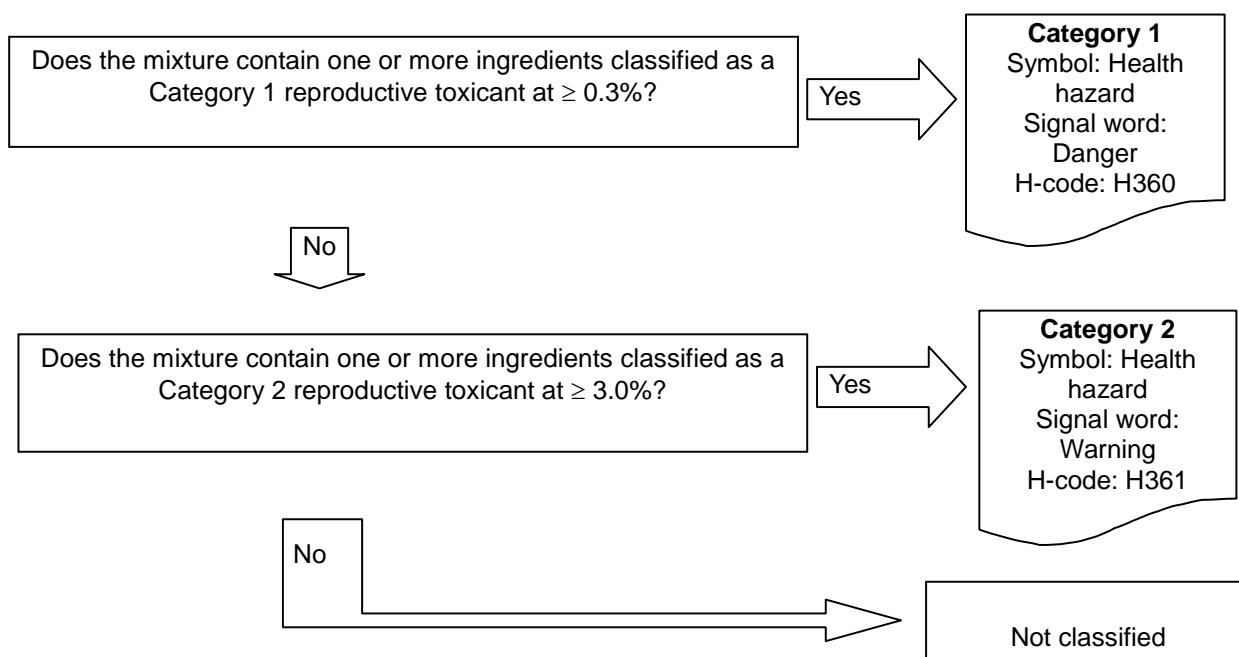 Does the mixture contain one or more ingredients classified as a
Category 1 reproductive toxicant at ≥ 0.3%?
Yes
Category 1
Symbol: Health
hazard
Signal word:
Danger
H-code: H360
No
Does the mixture contain one or more ingredients classified as a
Category 2 reproductive toxicant at ≥ 3.0%?
Yes
Category 2
Symbol: Health
hazard
Signal word:
Warning
H-code: H361
No
Not classified